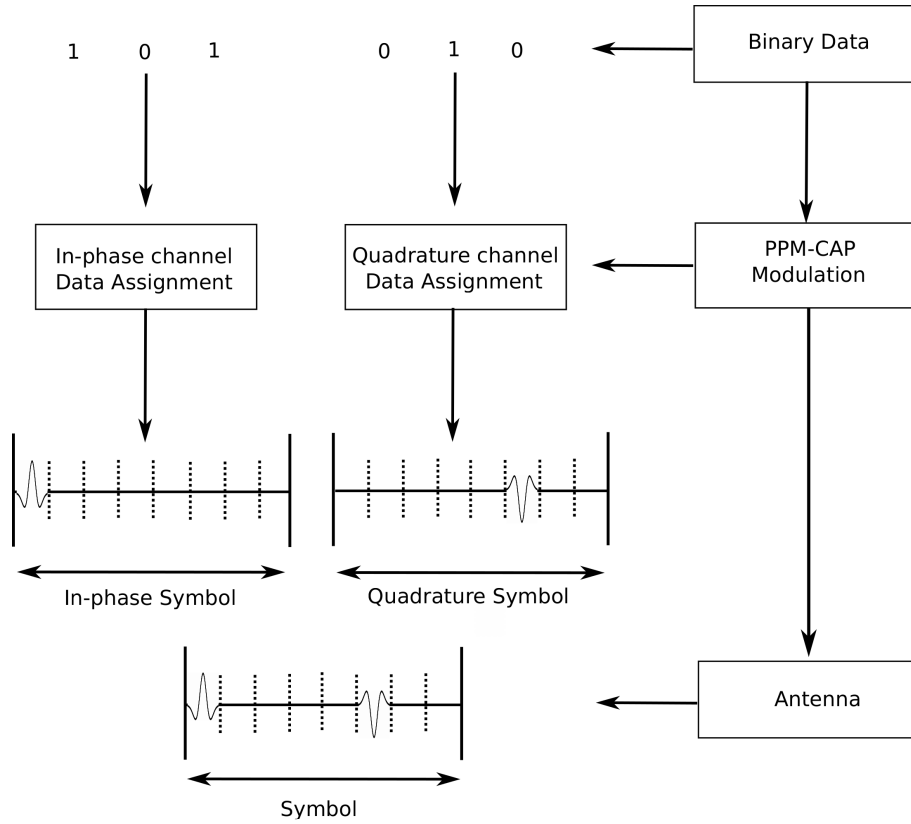 1 0 1
0 1 0
Binary Data
In-phase channel
Data Assignment
Quadrature channel
Data Assignment
PPM-CAP
Modulation
In-phase Symbol
Quadrature Symbol
Antenna
Symbol